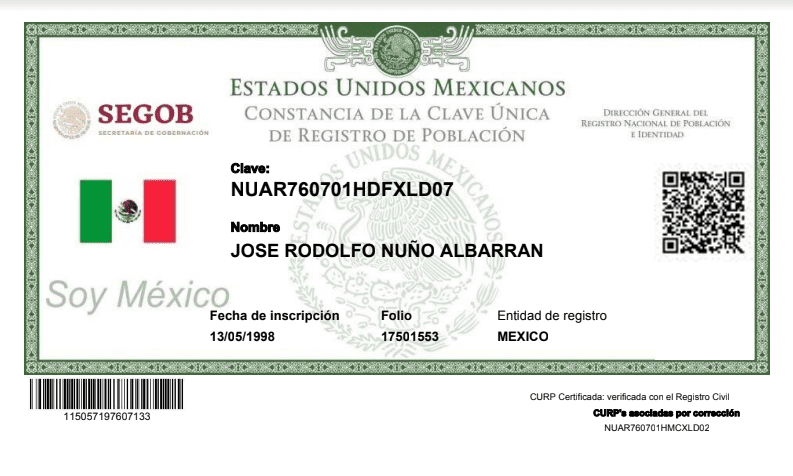 ESTADOS UNIDOS MEXICANOS
CONSTANCIA DE LA CLAVE ÚNICA
DE REGISTRO DE POBLACIÓN
SEGOB
SECRETARÍA DE GOBERNACIÓN
DIRECCIÓN GENERAL DEL
REGISTRO NACIONAL DE POBLACIÓN
E IDENTIDAD
Clave:
NUAR760701HDFXLD07
Nombre
JOSE RODOLFO NUÑO ALBARRAN
ESTADOS UNIDOS MEXICANOS
Soy México
Fecha de inscripción Folio Entidad de registro
13/05/1998 17501553 MEXICO
115057197607133
CURP Certificada: verificada con el Registro Civil
CURP's asociadas por corrección
NUAR760701HMCXLD02